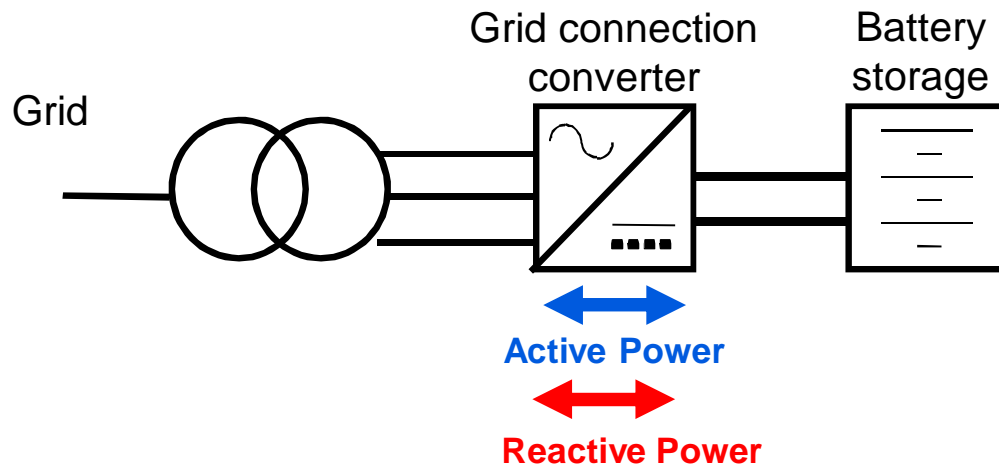 Grid connection
converter
Battery
storage
Grid
Active Power
Reactive Power